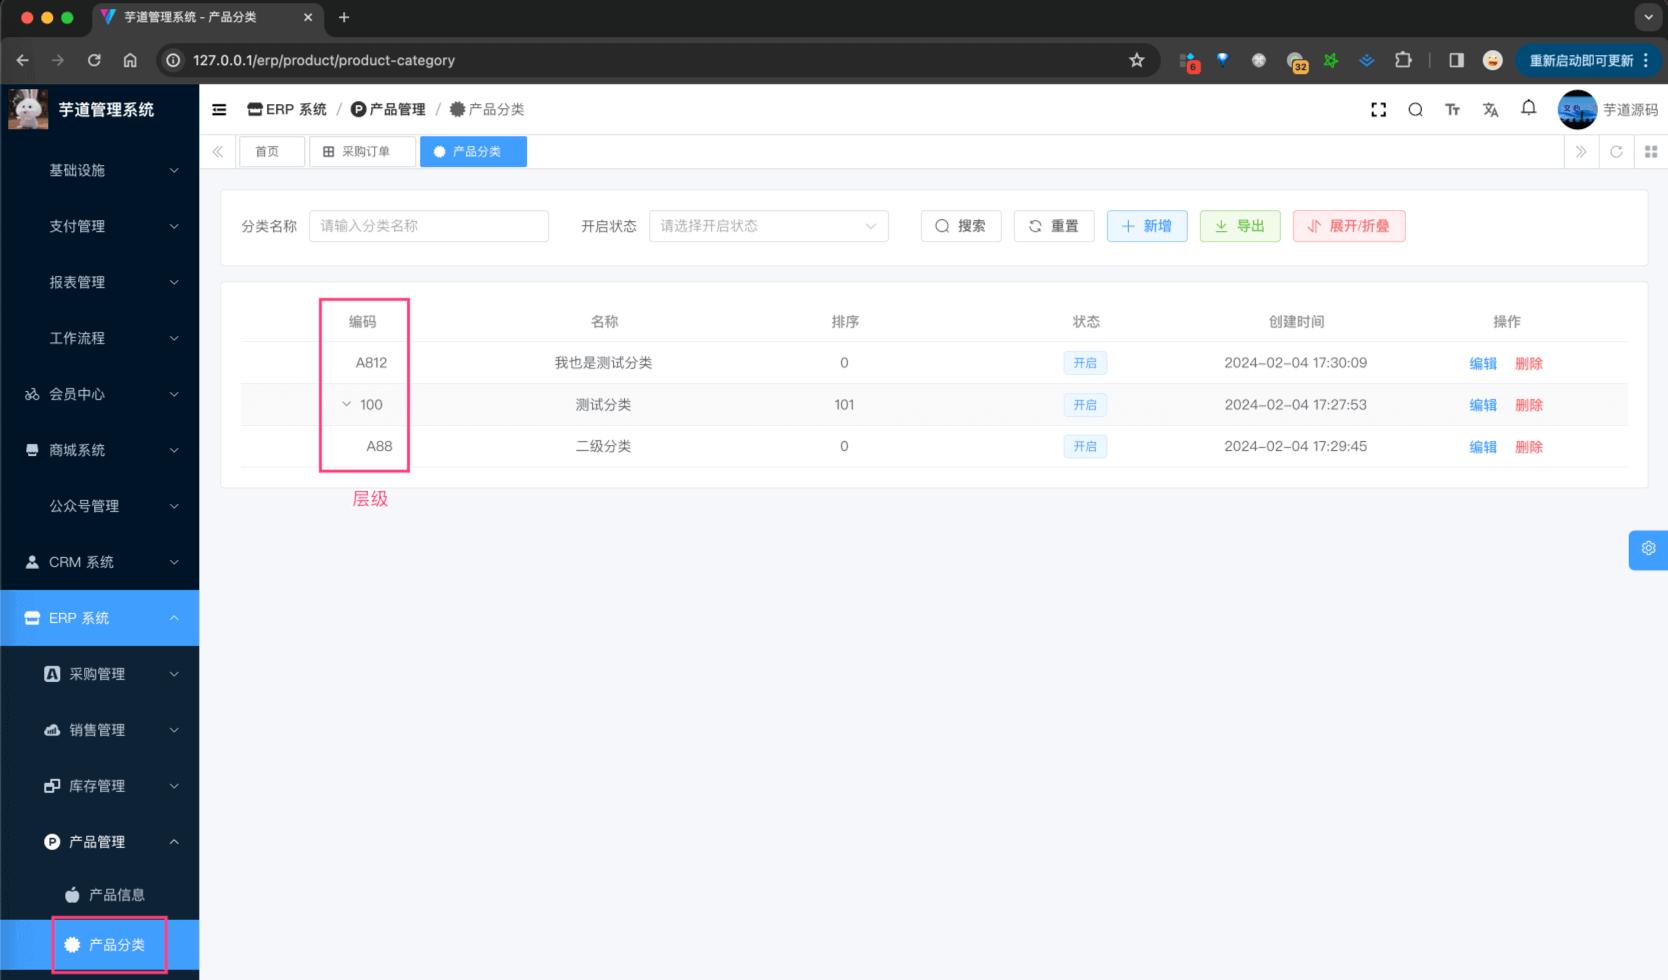 芋道管理系统 - 产品分类
127.0.0.1/erp/product/product-category
6
32
重新启动即可更新
芋道管理系统
ERP 系统 / 产品管理 / 产品分类
芋道源码
首页
采购订单
产品分类
基础设施
支付管理
报表管理
工作流程
会员中心
商城系统
公众号管理
CRM 系统
ERP 系统
采购管理
销售管理
库存管理
产品管理
产品信息
产品分类
分类名称 请输入分类名称 开启状态 请选择开启状态 搜索 重置 新增 导出 展开/折叠
编码 名称 排序 状态 创建时间 操作
A812 我也是测试分类 0 开启 2024-02-04 17:30:09 编辑 删除
100 测试分类 101 开启 2024-02-04 17:27:53 编辑 删除
A88 二级分类 0 开启 2024-02-04 17:29:45 编辑 删除
层级